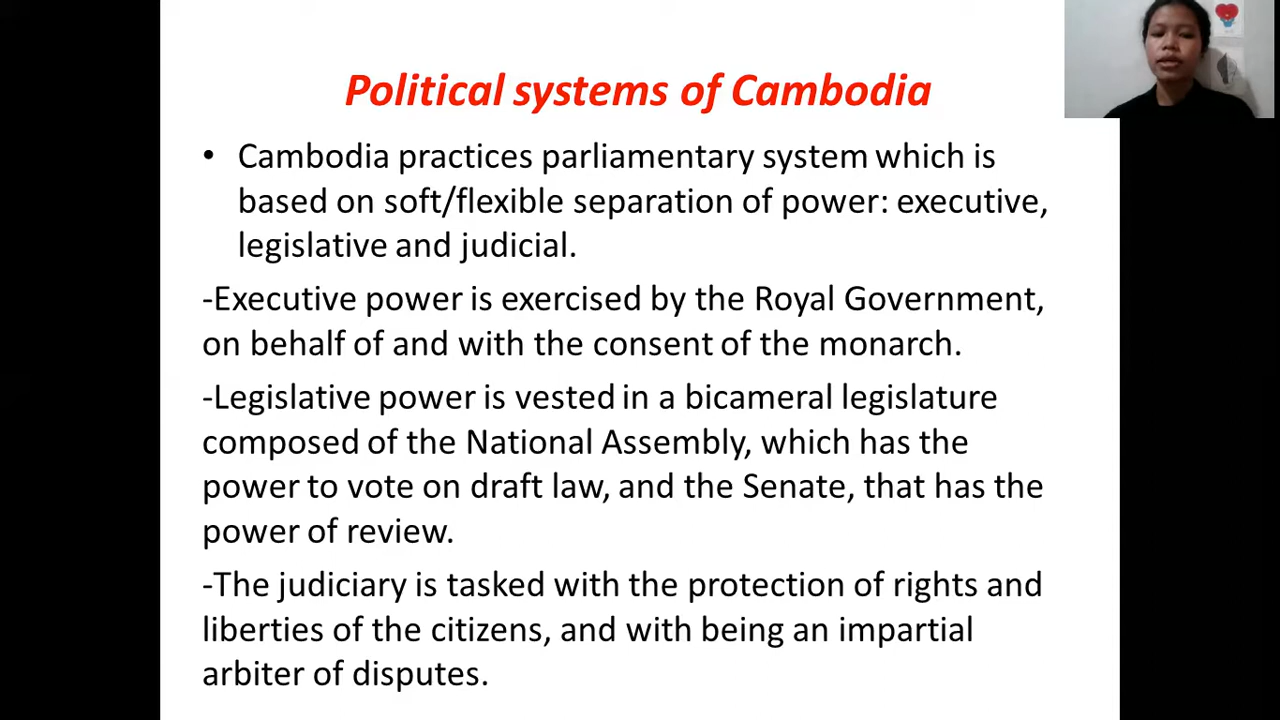 Political systems of Cambodia
• Cambodia practices parliamentary system which is
based on soft/flexible separation of power: executive,
legislative and judicial.
-Executive power is exercised by the Royal Government,
on behalf of and with the consent of the monarch.
-Legislative power is vested in a bicameral legislature
composed of the National Assembly, which has the
power to vote on draft law, and the Senate, that has the
power of review.
-The judiciary is tasked with the protection of rights and
liberties of the citizens, and with being an impartial
arbiter of disputes.